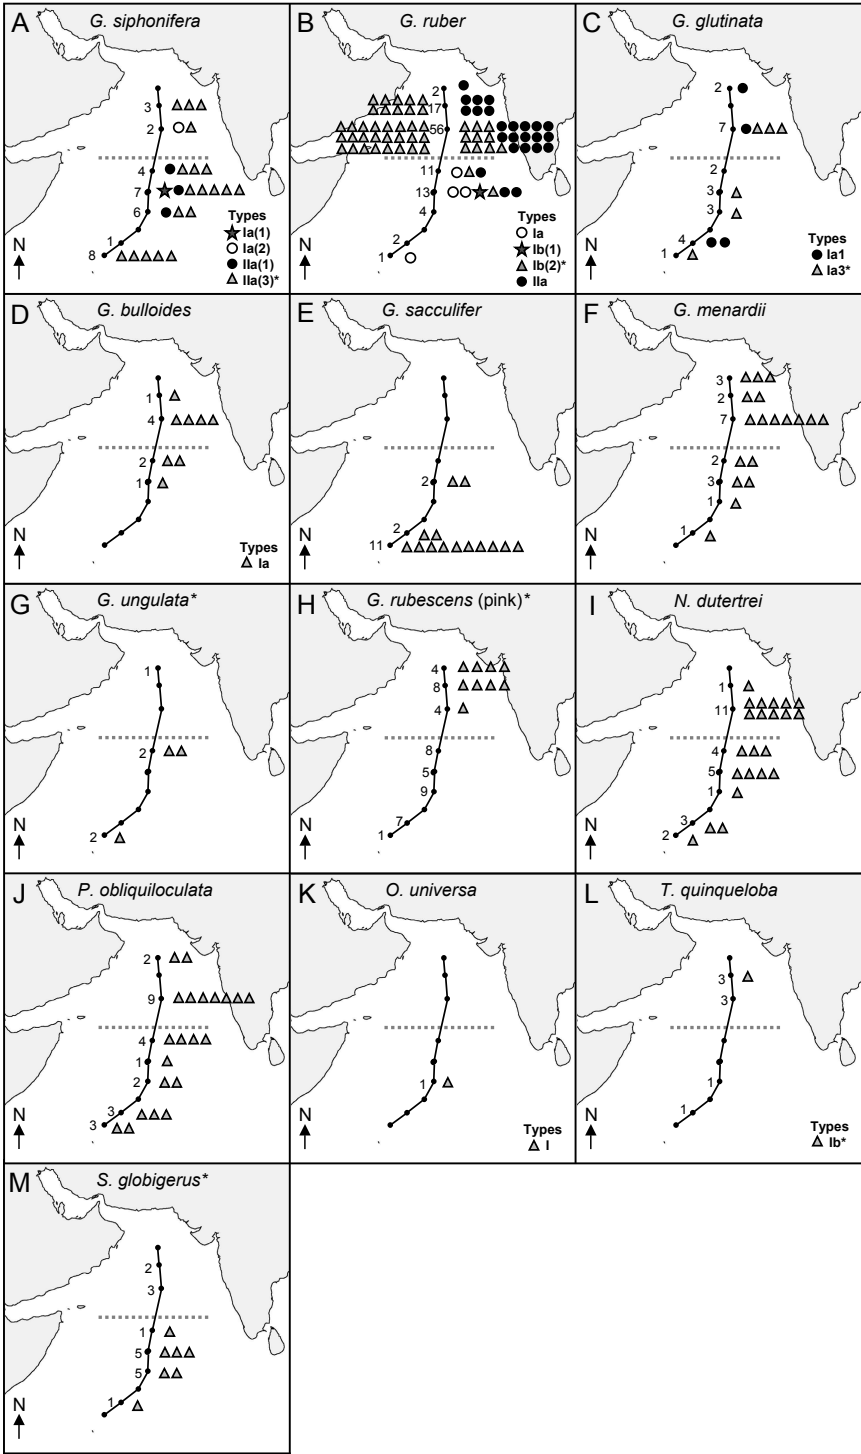 A G. siphonifera
3
2
4
7
6
8
N
Types
Ia(1)
Ia(2)
IIa(1)
IIa(3)*
B G. ruber
2
17
56
11
13
4
2
1
N
Types
Ia
Ib(1)
Ib(2)*
IIa
C G. glutinata
2
7
2
3
3
4
1
N
Types
Ia1
Ia3*
D G. bulloides
1
4
2
1
N
Types
Ia
E G. sacculifer
2
2
11
N
F G. menardii
3
2
7
2
3
1
1
N
G G. ungulata*
1
2
2
N
H G. rubescens (pink)*
4
8
4
8
5
9
7
1
N
I N. dutertrei
1
11
4
5
1
3
2
N
J P. obliquiloculata
2
9
4
1
2
3
3
N
K O. universa
1
N
Types
I
L T. quinqueloba
3
3
1
1
N
Types
Ib*
M S. globigerus*
2
3
1
5
5
1
N